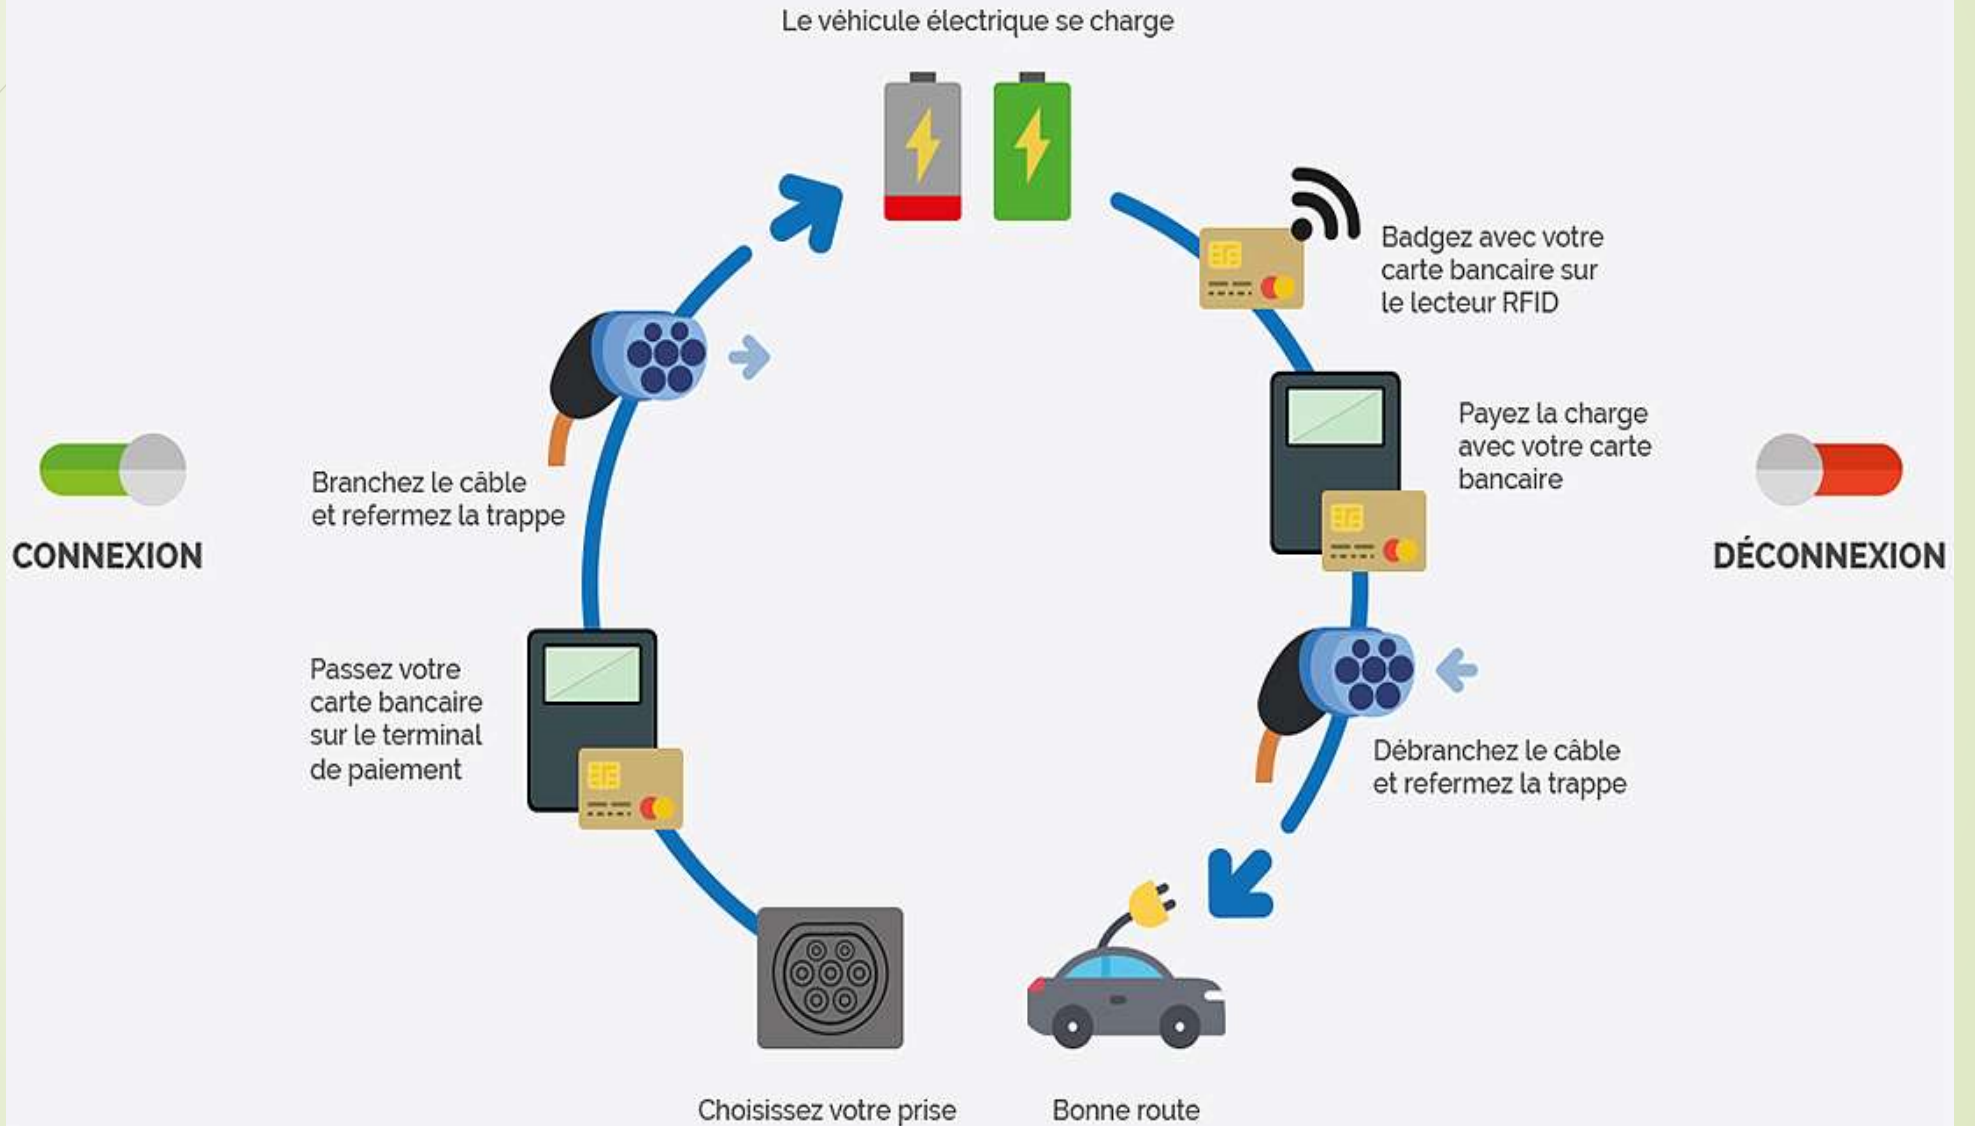 Le véhicule électrique se charge
Badgez avec votre
carte bancaire sur
le lecteur RFID
Payez la charge
avec votre carte
bancaire
Branchez le câble
et refermez la trappe
CONNEXION
DÉCONNEXION
Passez votre
carte bancaire
sur le terminal
de paiement
Débranchez le câble
et refermez la trappe
Choisissez votre prise
Bonne route